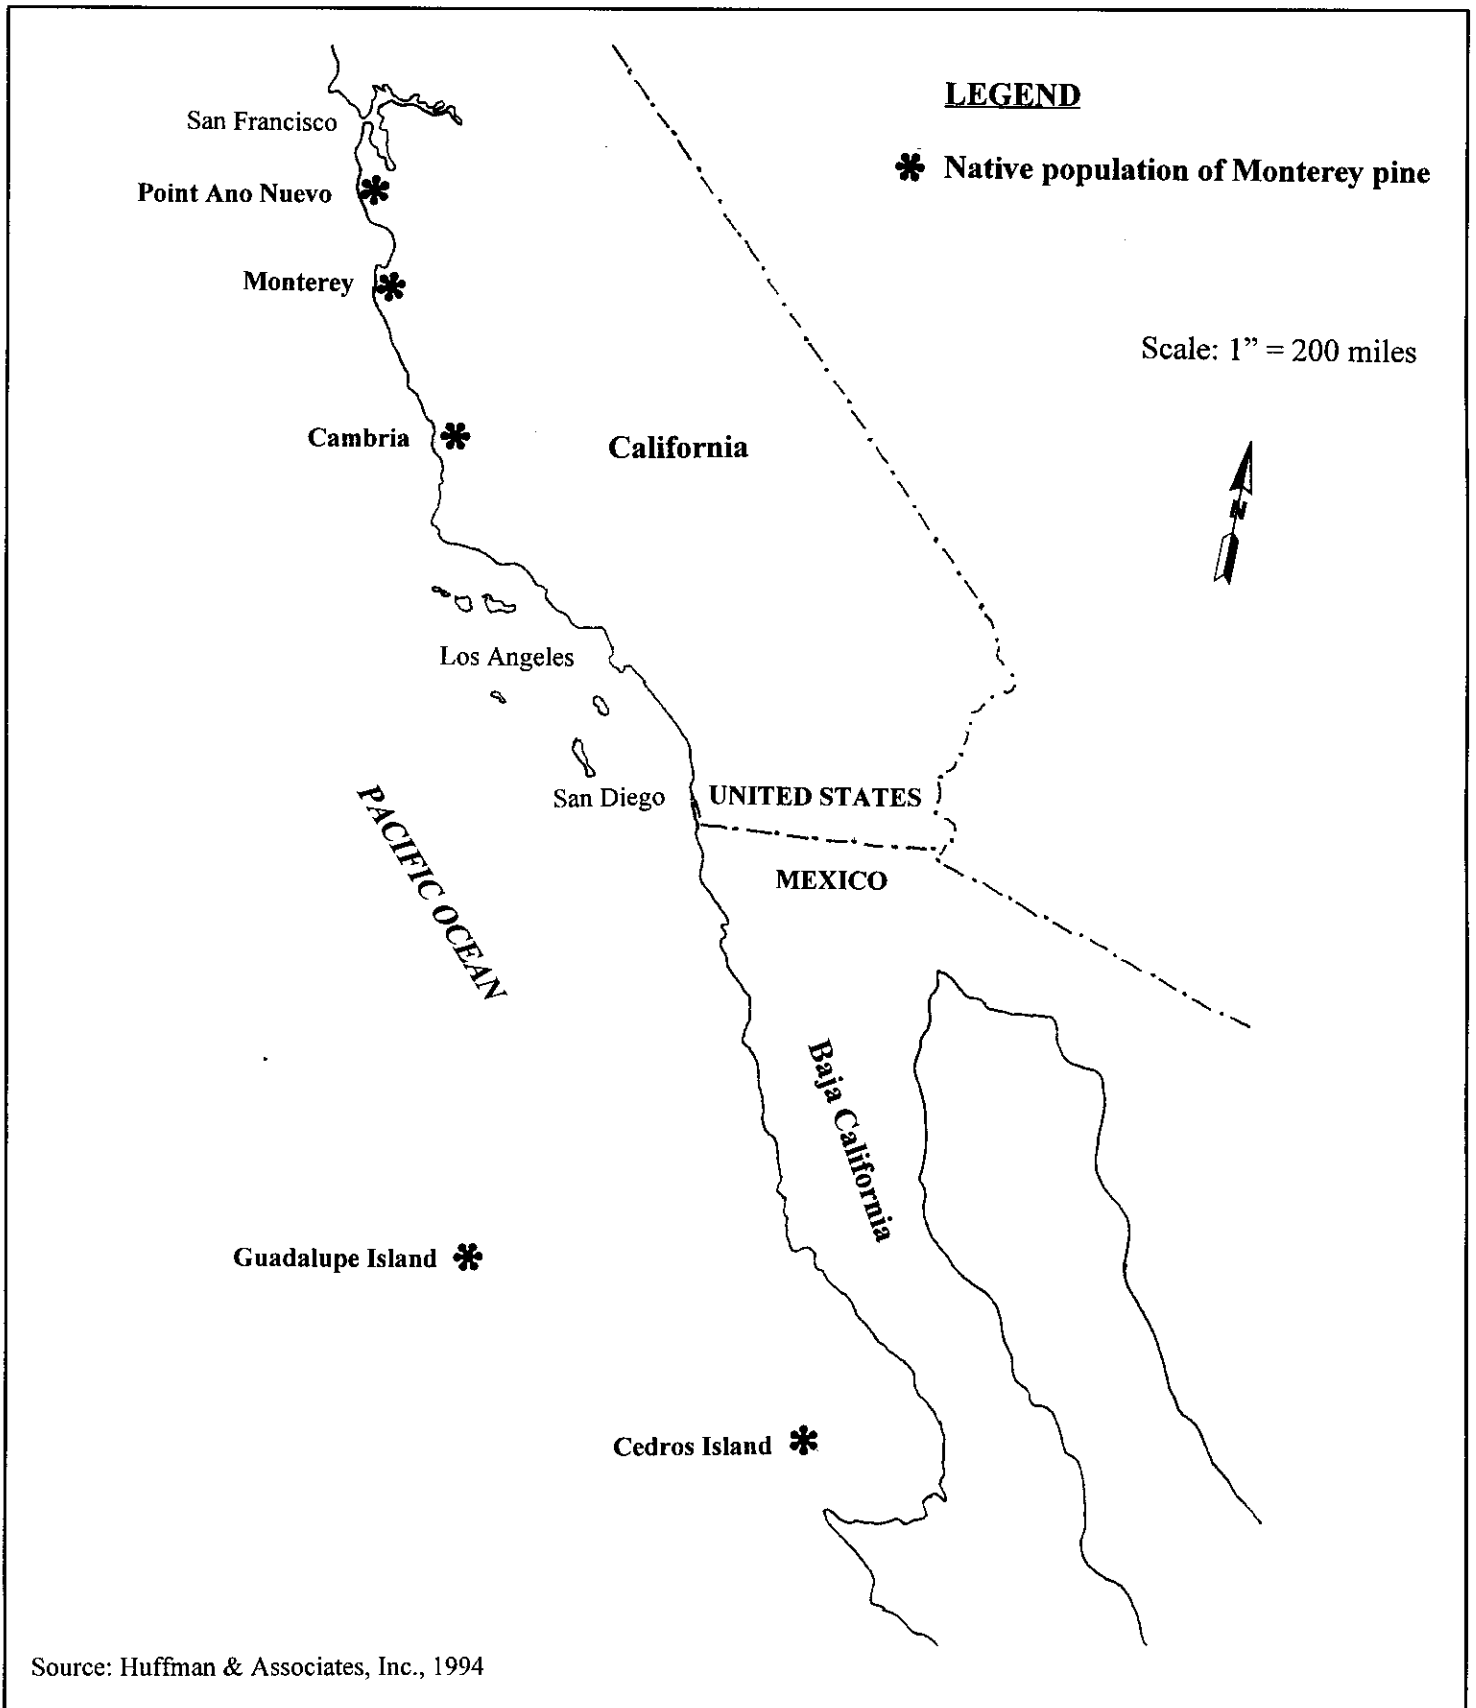 LEGEND
San Francisco
Native population of Monterey pine
Point Ano Nuevo
Monterey
Scale: 1” = 200 miles
Cambria
California
N
Los Angeles
San Diego
UNITED STATES
PACIFIC OCEAN
MEXICO
Baja California
Guadalupe Island
Cedros Island
Source: Huffman & Associates, Inc., 1994